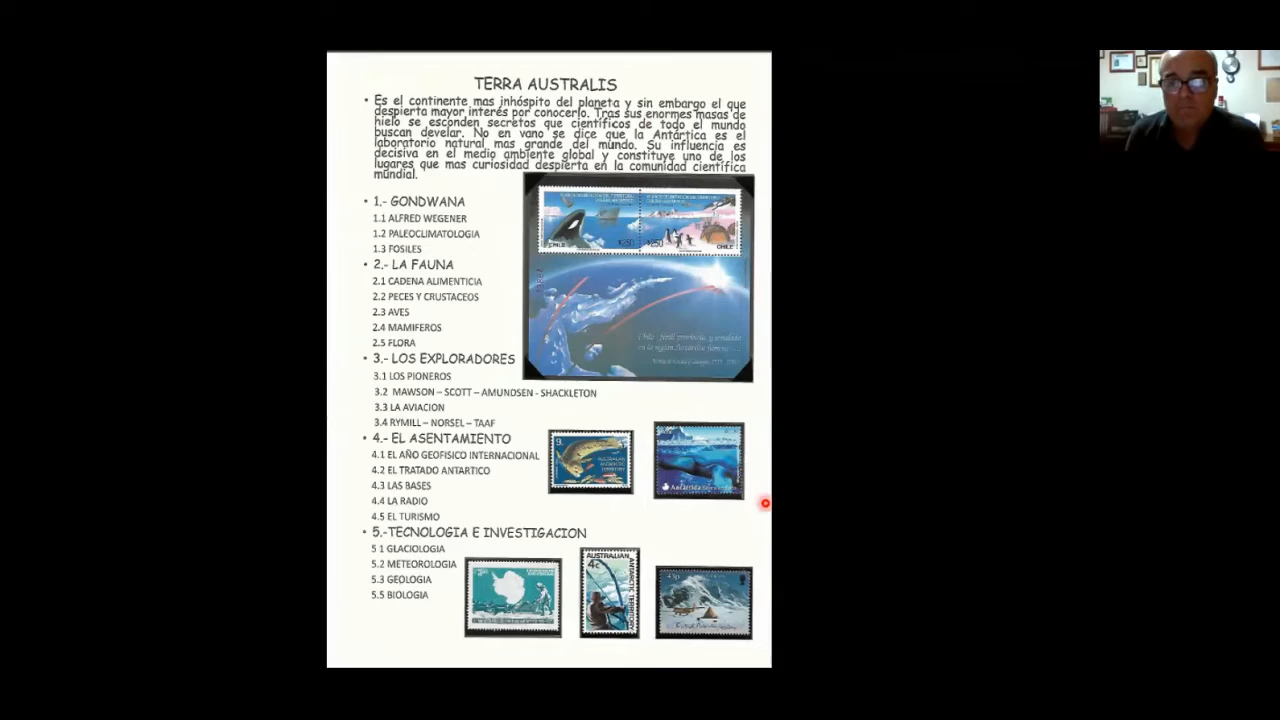 TERRA AUSTRALIS
• Es el continente mas inhóspito del planeta y sin embargo el que
despierta mayor interés por conocerlo. Tras sus enormes masas de
hielo se esconden secretos que científicos de todo el mundo
buscan develar. No en vano se dice que la Antártica es el
laboratorio natural mas grande del mundo. Su influencia es
decisiva en el medio ambiente global y constituye uno de los
lugares que mas curiosidad despierta en la comunidad científica
mundial.
• 1.- GONDWANA
1.1 ALFRED WEGENER
1.2 PALEOCLIMATOLOGIA
1.3 FOSILES
• 2.- LA FAUNA
2.1 CADENA ALIMENTICIA
2.2 PECES Y CRUSTACEOS
2.3 AVES
2.4 MAMIFEROS
2.5 FLORA
• 3.- LOS EXPLORADORES
3.1 LOS PIONEROS
3.2 MAWSON – SCOTT – AMUNDSEN - SHACKLETON
3.3 LA AVIACION
3.4 RYMILL – NORSEL – TAAF
• 4.- EL ASENTAMIENTO
4.1 EL AÑO GEOFISICO INTERNACIONAL
4.2 EL TRATADO ANTARTICO
4.3 LAS BASES
4.4 LA RADIO
4.5 EL TURISMO
• 5.-TECNOLOGIA E INVESTIGACION
5 1 GLACIOLOGIA
5.2 METEOROLOGIA
5.3 GEOLOGIA
5.5 BIOLOGIA
CHILE
$250
$250
CHILE
AUSTRALIAN
ANTARCTIC
TERRITORY
Antártida
AUSTRALIAN
4c
ANTARCTIC TERRITORY
43p